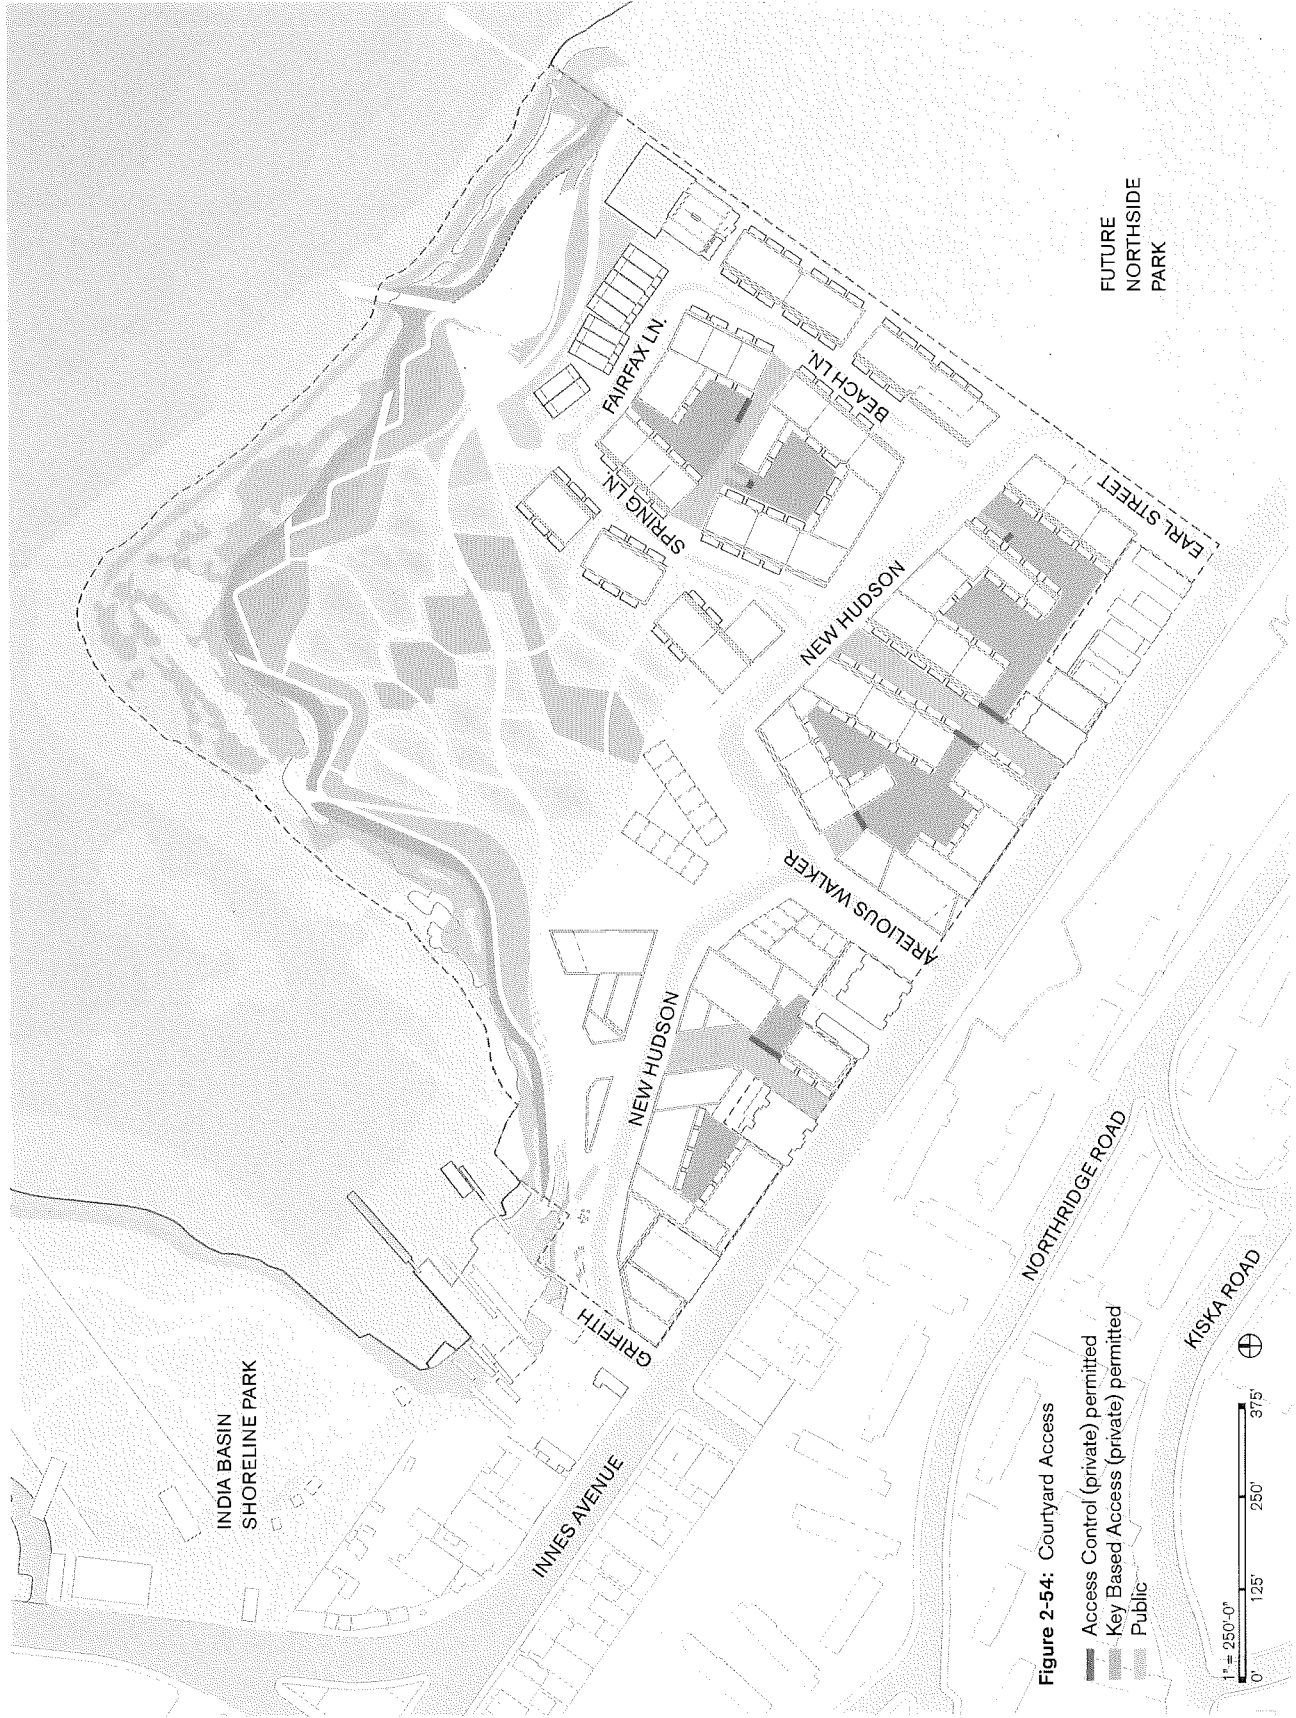 INDIA BASIN
SHORELINE PARK
FUTURE
NORTHSIDE
PARK
FAIRFAX LN.
SPRING LN.
BEACH LN.
NEW HUDSON
EARL STREET
ARELIOUS WALKER
NEW HUDSON
GRIFFITH
INNES AVENUE
NORTHRIDGE ROAD
KISKA ROAD
Figure 2-54: Courtyard Access
Access Control (private) permitted
Key Based Access (private) permitted
Public
1" = 250'-0"
0' 125' 250' 375'